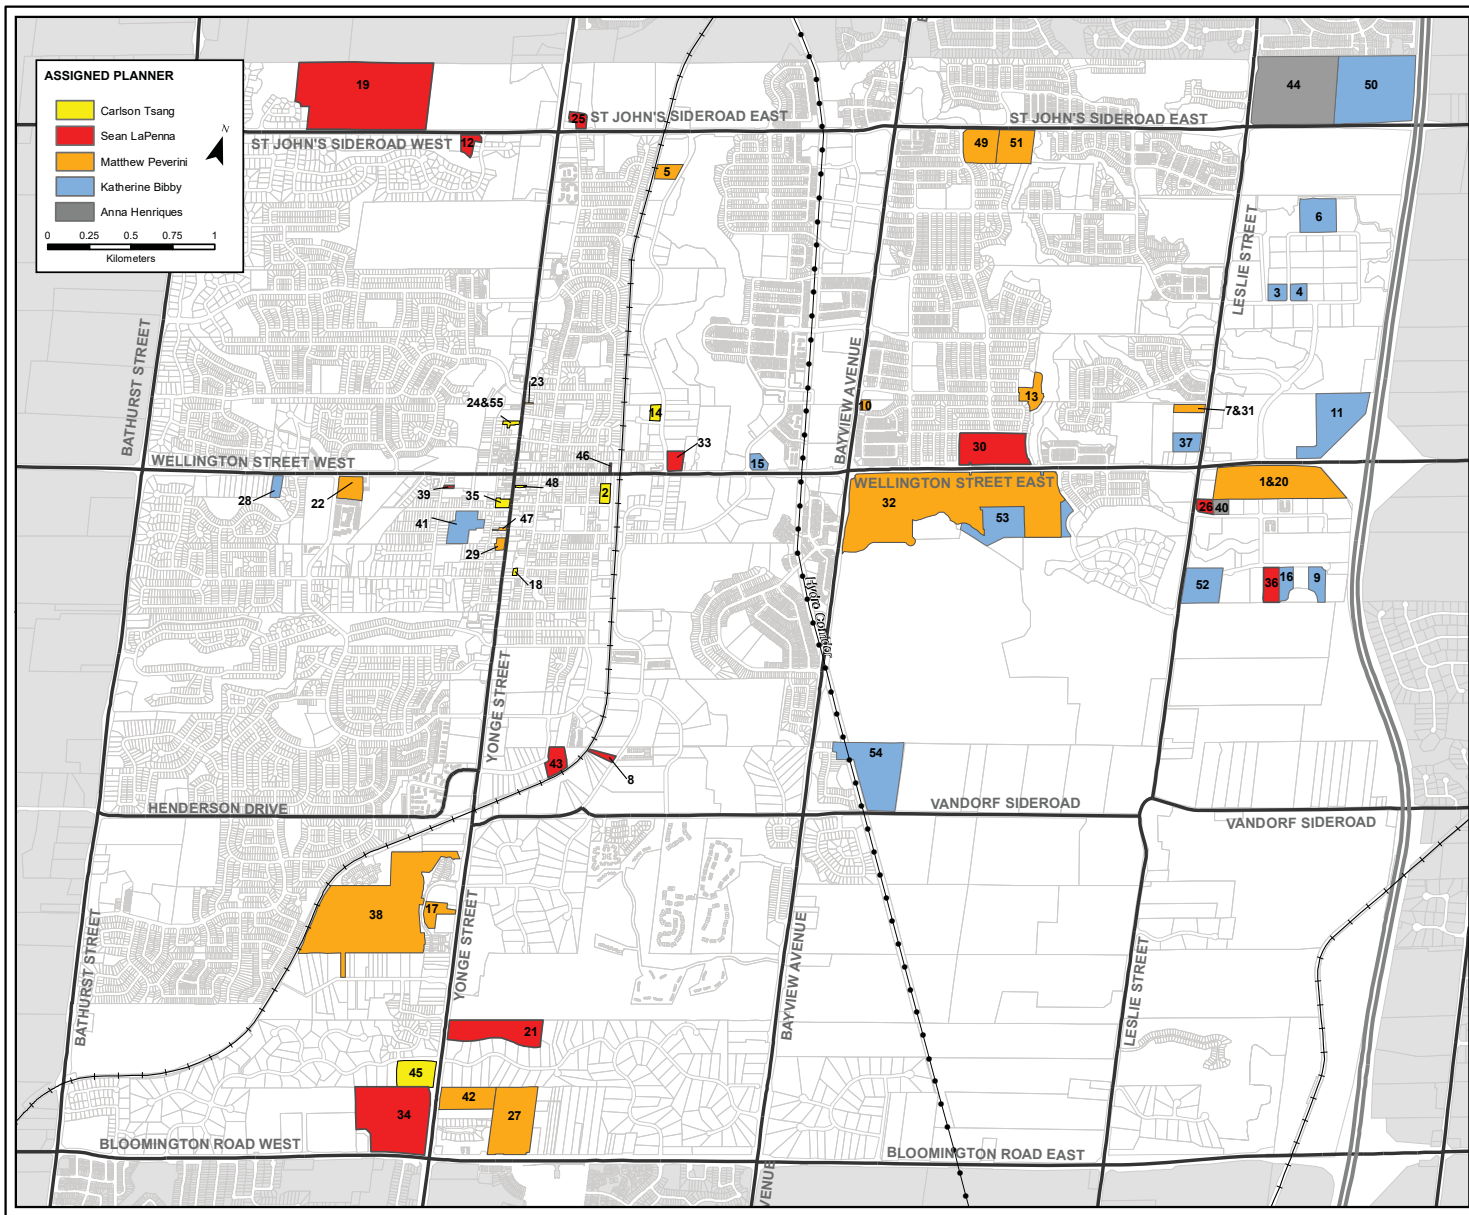 ASSIGNED PLANNER
Carlson Tsang
Sean LaPenna
Matthew Peverini
Katherine Bibby
Anna Henriques
N
0 0.25 0.5 0.75 1
Kilometers
19
25
ST JOHN'S SIDEROAD EAST
ST JOHN'S SIDEROAD EAST
44
50
ST JOHN'S SIDEROAD WEST
12
5
49
51
6
LESLIE STREET
3
4
BATHURST STREET
BAYVIEW AVENUE
23
24&55
14
10
13
7&31
11
33
30
37
WELLINGTON STREET WEST
46
15
WELLINGTON STREET EAST
28
22
39
35
48
2
32
1&20
26
40
41
47
53
29
18
52
36
16
9
Hydro Corridor
YONGE STREET
43
8
54
HENDERSON DRIVE
VANDORF SIDEROAD
VANDORF SIDEROAD
38
17
YONGE STREET
BATHURST STREET
BAYVIEW AVENUE
LESLIE STREET
21
45
34
42
27
BLOOMINGTON ROAD WEST
BLOOMINGTON ROAD EAST
VENUE